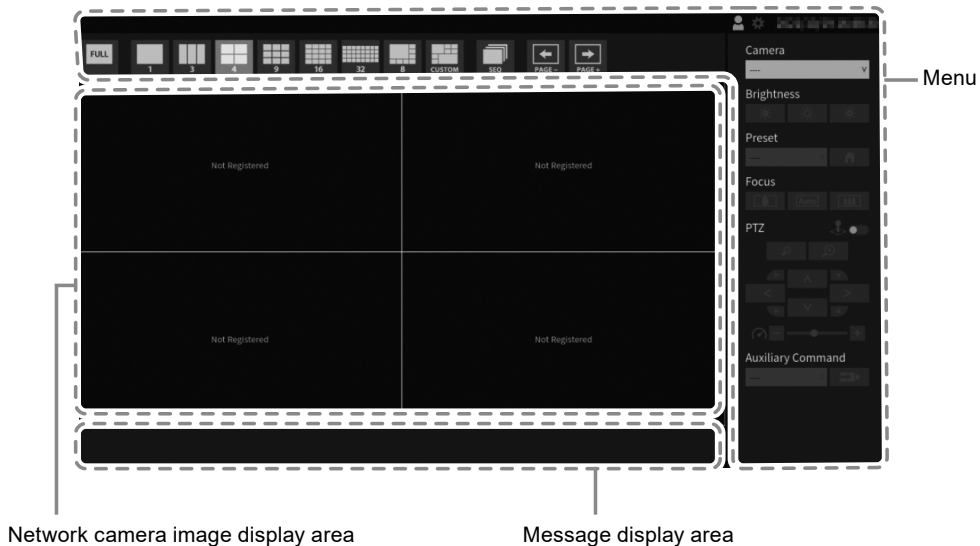 FULL 1 3 4 9 16 32 8 CUSTOM SEQ PAGE − PAGE +
Camera
----
Menu
Brightness
Preset
----
Focus
Auto
PTZ
Auxiliary Command
----
Not Registered Not Registered
Not Registered Not Registered
Network camera image display area
Message display area